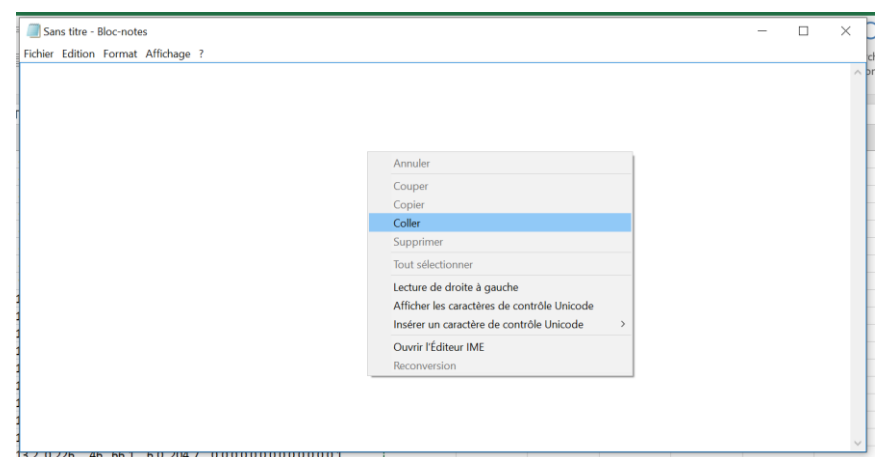 Sans titre - Bloc-notes
Fichier Edition Format Affichage ?
Annuler
Couper
Copier
Coller
Supprimer
Tout sélectionner
Lecture de droite à gauche
Afficher les caractères de contrôle Unicode
Insérer un caractère de contrôle Unicode
Ouvrir l'Éditeur IME
Reconversion